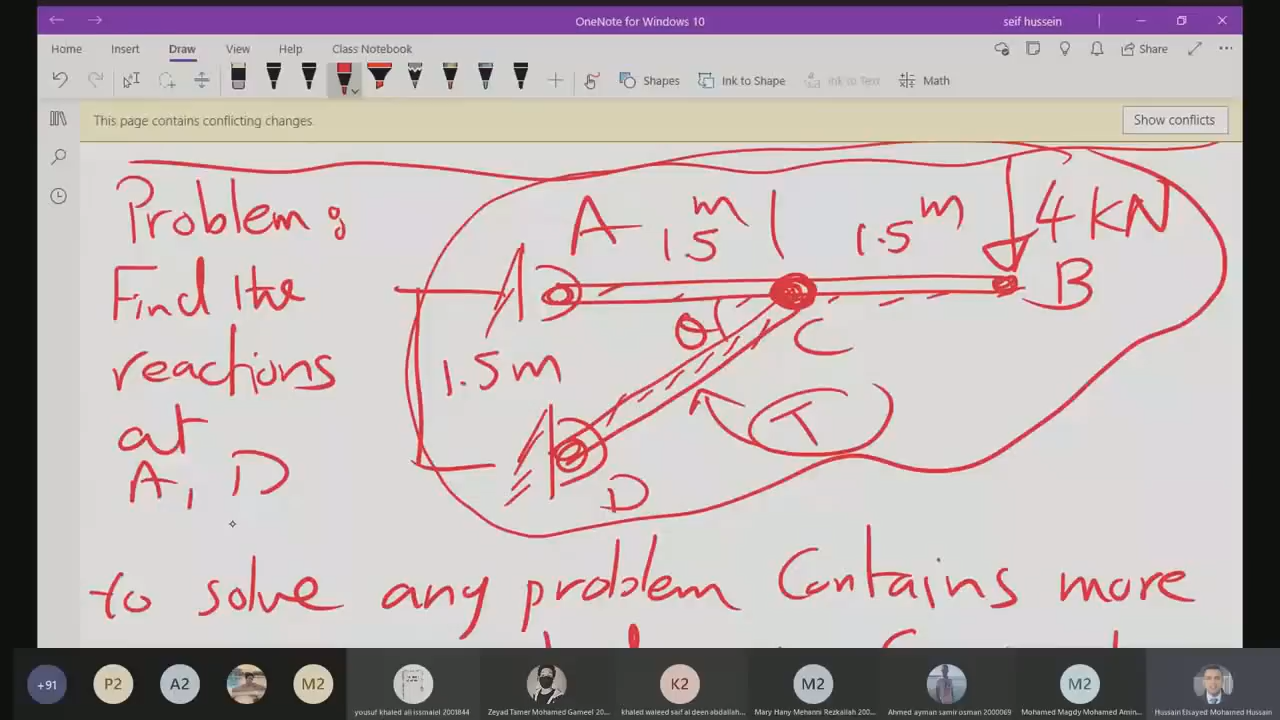 OneNote for Windows 10
seif hussein
Home Insert Draw View Help Class Notebook
Share
Shapes Ink to Shape Ink to Text Math
This page contains conflicting changes.
Show conflicts
Problem:
Find the
reactions
at
A, D
A 1.5 m 1.5 m 4 KN
B
θ C
1.5 m
T
D
to solve any problem Contains more
+91 P2 A2 M2 K2 M2 M2
yousuf khaled ali issmaiel 2001844
Zeyad Tamer Mohamed Gameel 20...
khaled waleed saif al deen abdallah...
Mary Hany Mehanni Rezkallah 200...
Ahmed ayman samir osman 2000069
Mohamed Magdy Mohamed Amin...
Hussain Elsayed Mohamed Hussain